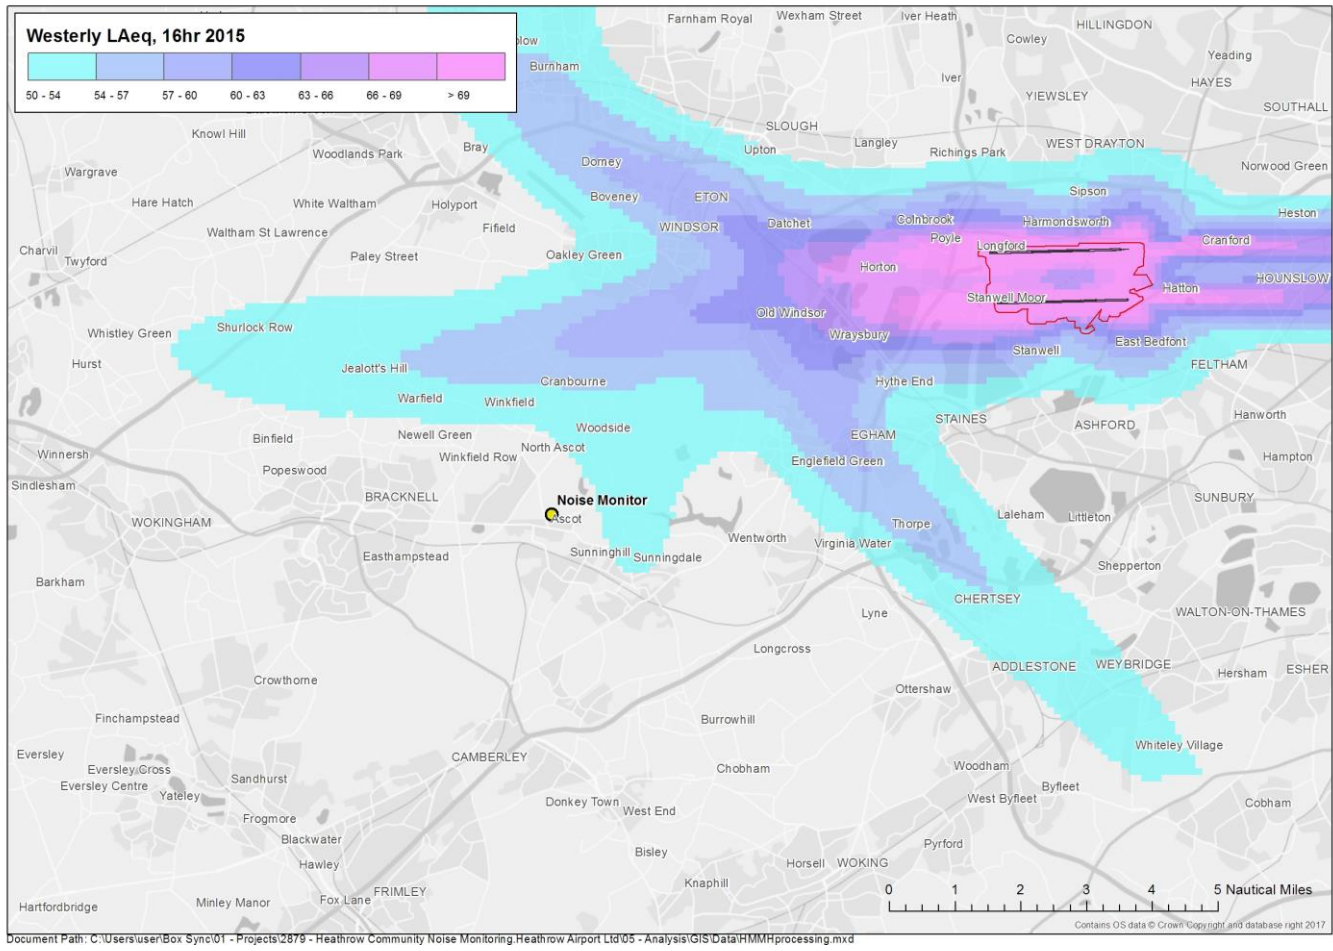 Westerly LAeq, 16hr 2015
50 - 54 54 - 57 57 - 60 60 - 63 63 - 66 66 - 69 > 69
Farnham Royal
Wexham Street
Iver Heath
HILLINGDON
Cowley
Yeading
Burnham
Iver
HAYES
YIEWSLEY
SOUTHALL
Knowl Hill
SLOUGH
Woodlands Park
Bray
Upton
Langley
Richings Park
WEST DRAYTON
Wargrave
Dorney
Norwood Green
Hare Hatch
White Waltham
Holyport
Boveney
ETON
Sipson
Waltham St Lawrence
Fifield
WINDSOR
Datchet
Colnbrook
Harmondsworth
Heston
Charvil
Twyford
Paley Street
Oakley Green
Poyle
Longford
Cranford
Horton
HOUNSLOW
Hatton
Stanwell Moor
Old Windsor
Whistley Green
Shurlock Row
Wraysbury
East Bedfont
Stanwell
Hurst
Jealott's Hill
FELTHAM
Cranbourne
Hythe End
Warfield
Winkfield
Hanworth
STAINES
ASHFORD
Binfield
Newell Green
Woodside
EGHAM
Winnersh
North Ascot
Winkfield Row
Englefield Green
Hampton
Popeswood
Sindlesham
BRACKNELL
Noise Monitor
SUNBURY
WOKINGHAM
Ascot
Laleham
Littleton
Thorpe
Wentworth
Virginia Water
Easthampstead
Sunninghill
Sunningdale
Shepperton
Barkham
CHERTSEY
WALTON-ON-THAMES
Lyne
Longcross
ADDLESTONE
WEYBRIDGE
Hersham
ESHER
Crowthorne
Ottershaw
Finchampstead
Burrowhill
Whiteley Village
Eversley
CAMBERLEY
Eversley Cross
Chobham
Woodham
Eversley Centre
Sandhurst
Byfleet
Yateley
Donkey Town
West End
West Byfleet
Cobham
Frogmore
Blackwater
Pyrford
Hawley
Bisley
Horsell
WOKING
Knaphill
FRIMLEY
Fox Lane
Minley Manor
Hartfordbridge
0 1 2 3 4 5 Nautical Miles
Contains OS data © Crown Copyright and database right 2017
Document Path: C:\Users\user\Box Sync\01 - Projects\2879 - Heathrow Community Noise Monitoring.Heathrow Airport Ltd\05 - Analysis\GIS\Data\HMMHprocessing.mxd